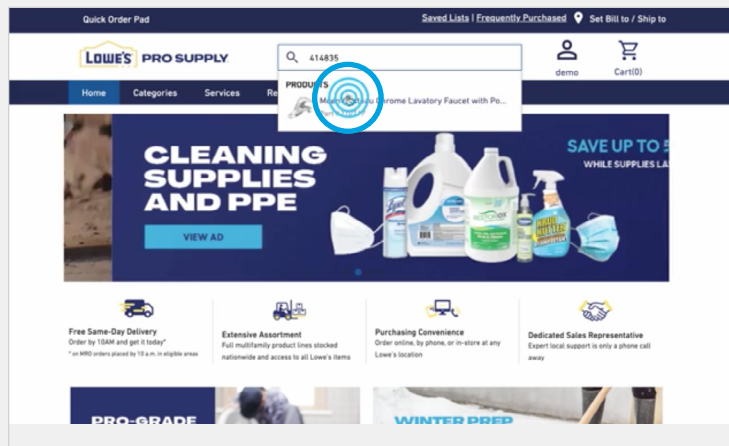 Quick Order Pad
Saved Lists | Frequently Purchased
Set Bill to / Ship to
LOWE'S PRO SUPPLY
414835
demo
Cart(0)
Home
Categories
Services
Re
PRODUCTS
Chrome Lavatory Faucet with Po...
CLEANING
SUPPLIES
AND PPE
VIEW AD
SAVE UP TO
WHILE SUPPLIES LA
Lysol
Free Same-Day Delivery
Order by 10AM and get it today*
* on MRO orders placed by 10 a.m. in eligible areas
Extensive Assortment
Full multifamily product lines stocked
nationwide and access to all Lowe's items
Purchasing Convenience
Order online, by phone, or in-store at any
Lowe's location
Dedicated Sales Representative
Expert local support is only a phone call
away
PRO-GRADE
WINTER PREP